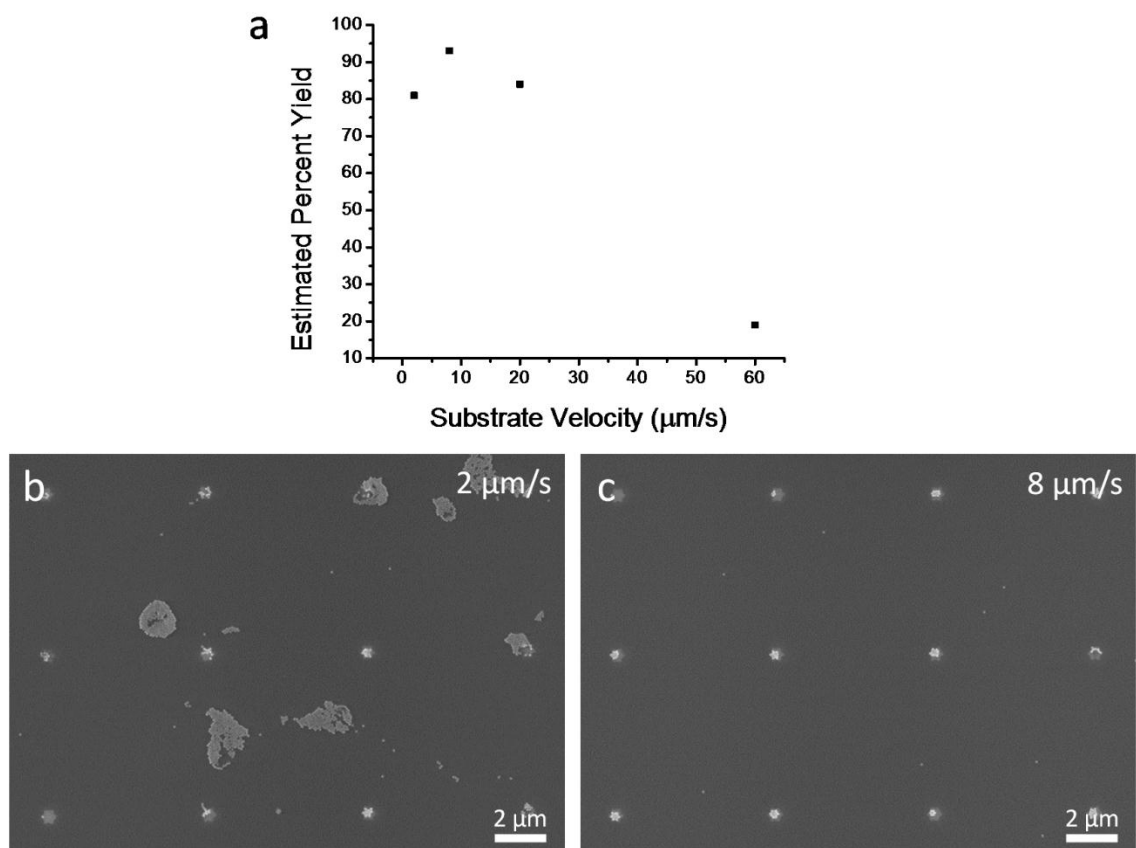 a
100
90
80
70
60
50
40
30
20
10
Estimated Percent Yield
0 10 20 30 40 50 60
Substrate Velocity (μm/s)
b 2 μm/s
2 μm
c 8 μm/s
2 μm